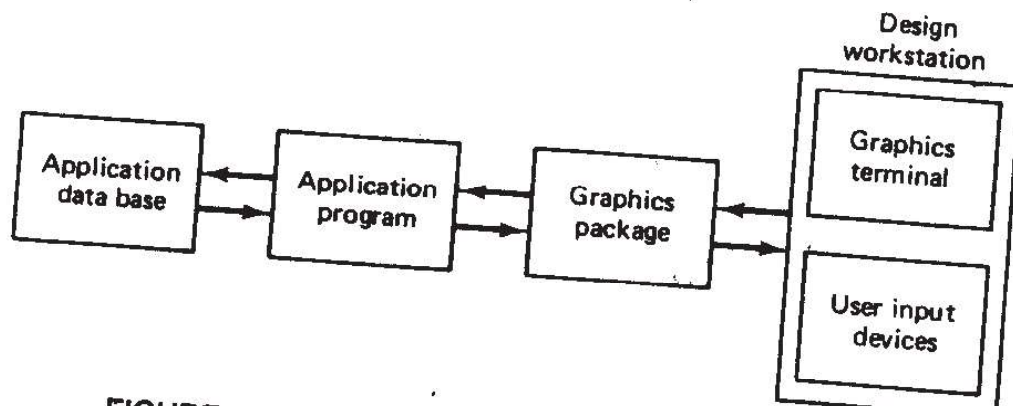 Design
workstation
Application
data base
Application
program
Graphics
package
Graphics
terminal
User input
devices